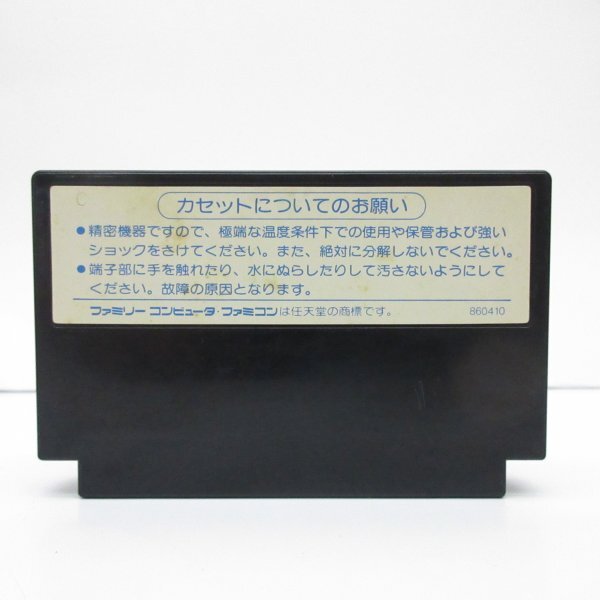 C
カセットについてのお願い
●精密機器ですので、極端な温度条件下での使用や保管および強い
ショックをさけてください。また、絶対に分解しないでください。
●端子部に手を触れたり、水にぬらしたりして汚さないようにして
ください。故障の原因となります。
ファミリー コンピュータ・ファミコンは任天堂の商標です。 860410